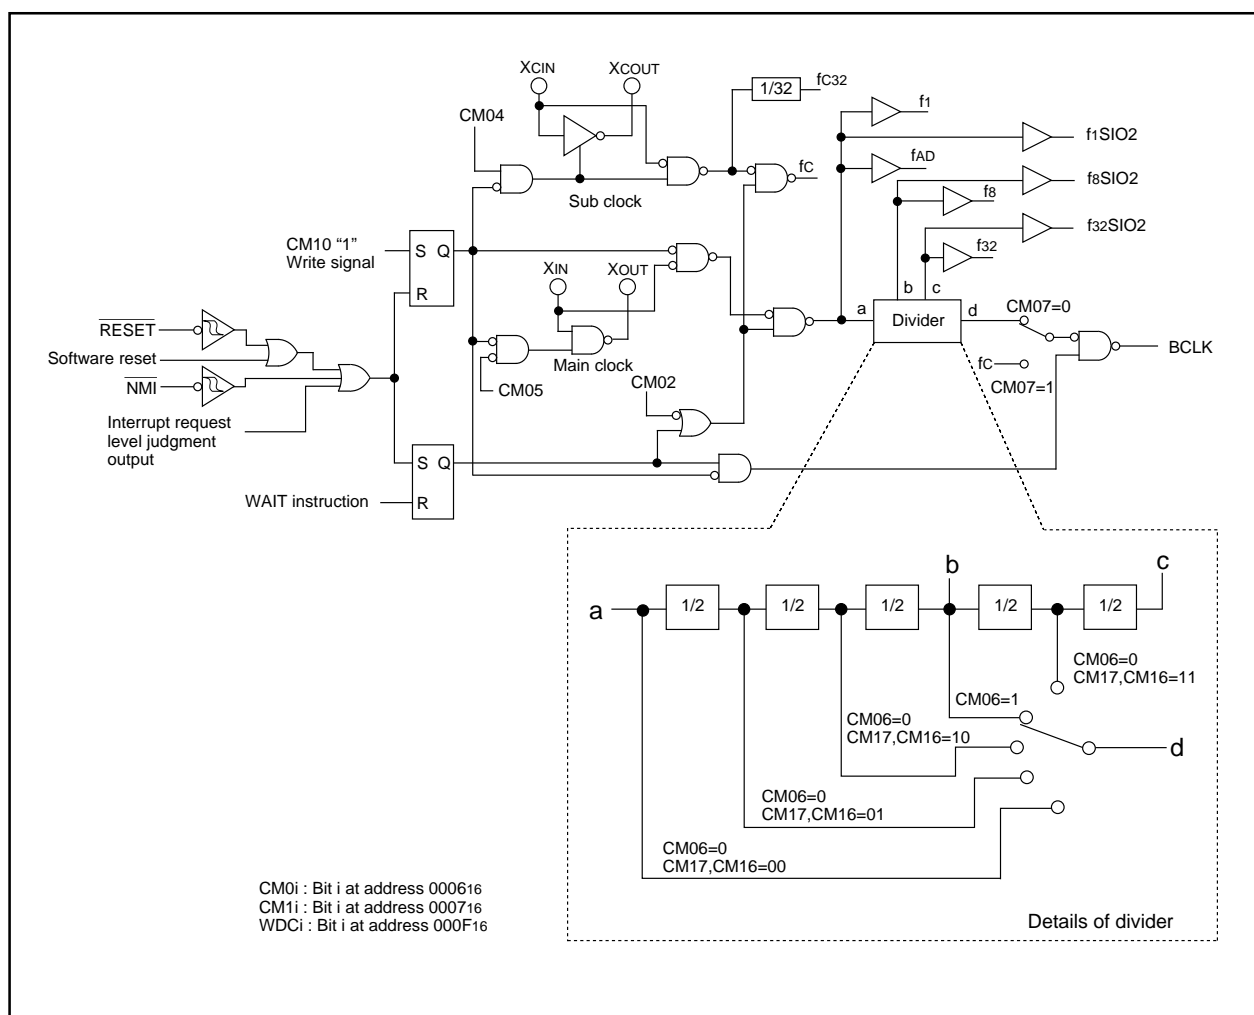 XCIN XCOUT
1/32 fC32
f1
CM04
f1SIO2
fAD
fC
f8SIO2
Sub clock
f8
f32SIO2
CM10 “1”
Write signal
S Q
R
f32
XIN XOUT
b c
a Divider d
CM07=0
RESET
Software reset
NMI
Main clock
BCLK
fC
CM07=1
CM05
CM02
Interrupt request
level judgment
output
S Q
R
WAIT instruction
b
c
a 1/2 1/2 1/2 1/2 1/2
CM06=0
CM17,CM16=11
CM06=1
CM06=0
CM17,CM16=10
d
CM06=0
CM17,CM16=01
CM06=0
CM17,CM16=00
CM0i : Bit i at address 000616
CM1i : Bit i at address 000716
WDCi : Bit i at address 000F16
Details of divider